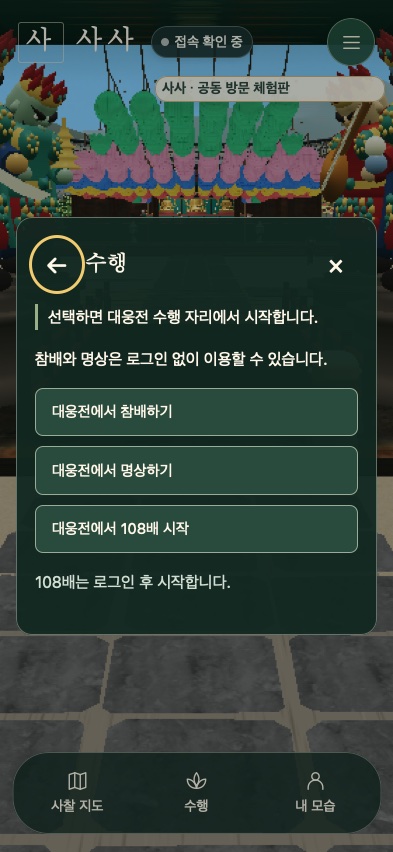 사 사사
접속 확인 중
사사 · 공동 방문 체험판
수행
선택하면 대웅전 수행 자리에서 시작합니다.
참배와 명상은 로그인 없이 이용할 수 있습니다.
대웅전에서 참배하기
대웅전에서 명상하기
대웅전에서 108배 시작
108배는 로그인 후 시작합니다.
사찰 지도
수행
내 모습